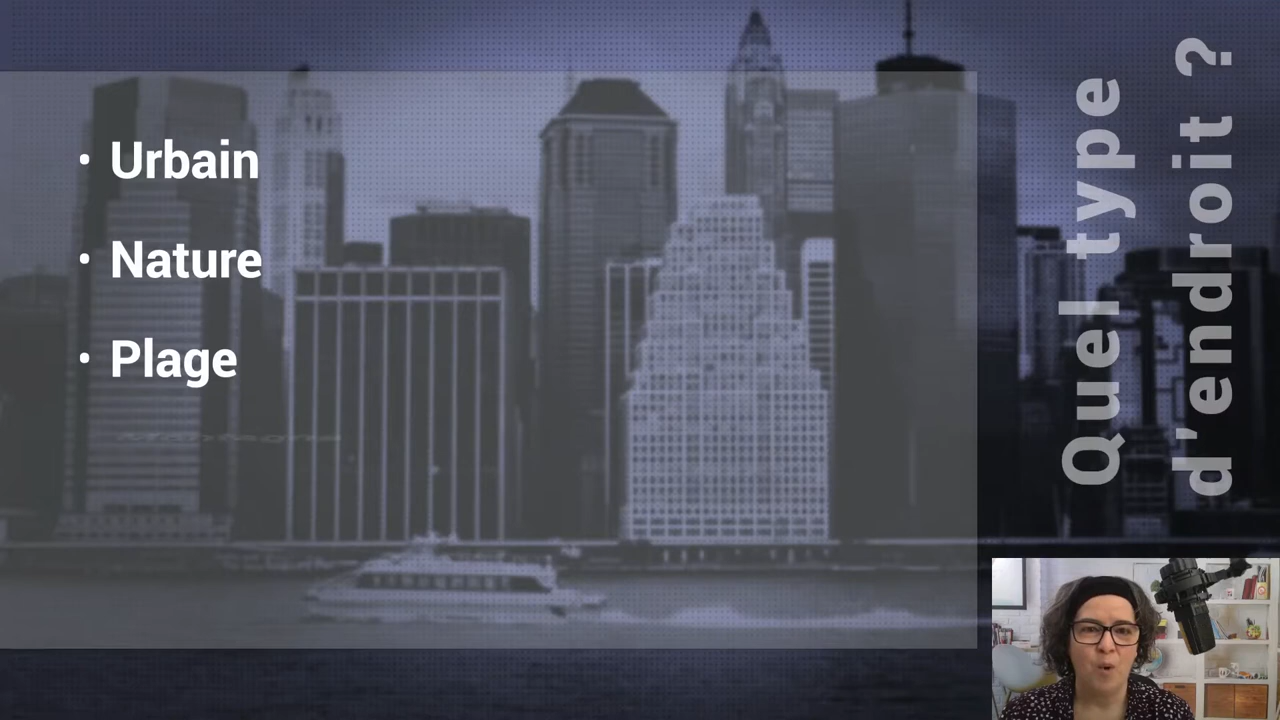 Quel type
d'endroit ?
• Urbain
• Nature
• Plage